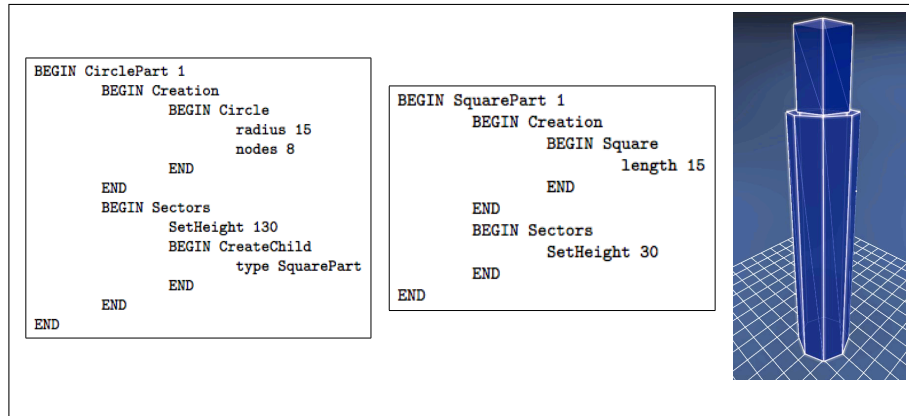 BEGIN CirclePart 1
BEGIN Creation
BEGIN Circle
radius 15
nodes 8
END
END
BEGIN Sectors
SetHeight 130
BEGIN CreateChild
type SquarePart
END
END
END
BEGIN SquarePart 1
BEGIN Creation
BEGIN Square
length 15
END
END
BEGIN Sectors
SetHeight 30
END
END